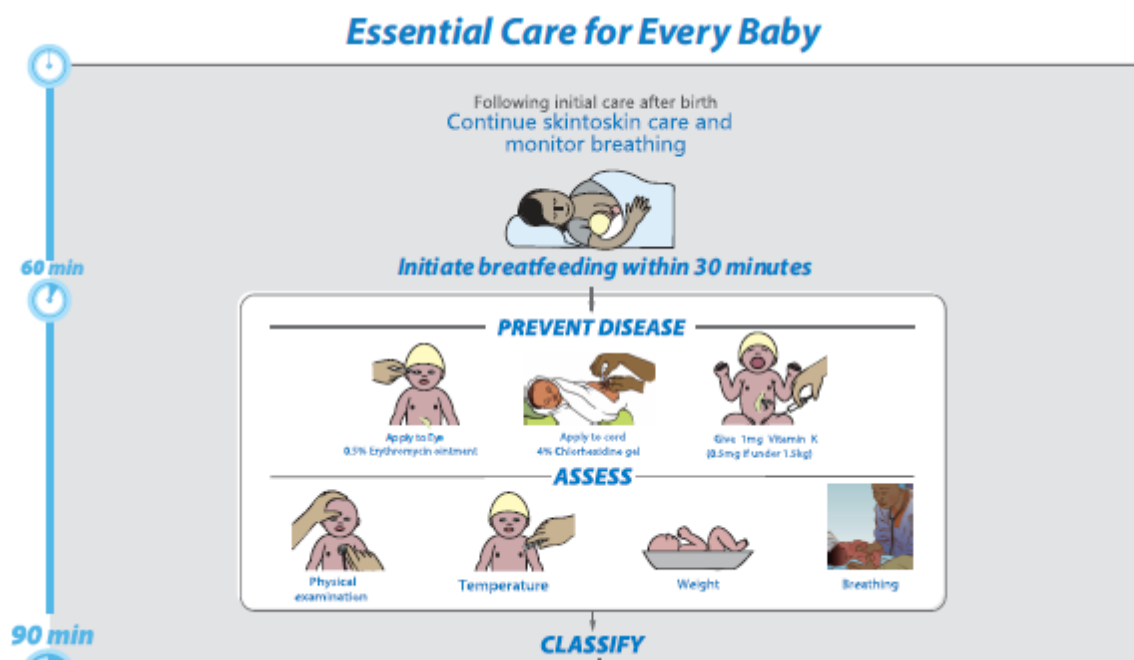 Essential Care for Every Baby
Following initial care after birth
Continue skintoskin care and
monitor breathing
60 min
Initiate breatfeeding within 30 minutes
PREVENT DISEASE
Apply to Eye
0.5% Erythromycin ointment
Apply to cord
4% Chlorhexidine gel
Give 1mg Vitamin K
(0.5mg if under 1.5kg)
ASSESS
Physical
examination
Temperature
Weight
Breathing
90 min
CLASSIFY